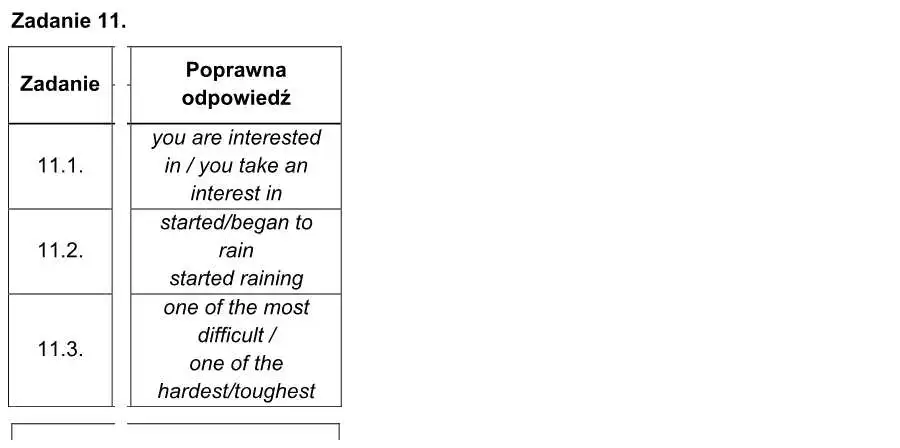 Zadanie 11.
Zadanie
Poprawna
odpowiedź
11.1.
you are interested
in / you take an
interest in
11.2.
started/began to
rain
started raining
11.3.
one of the most
difficult /
one of the
hardest/toughest